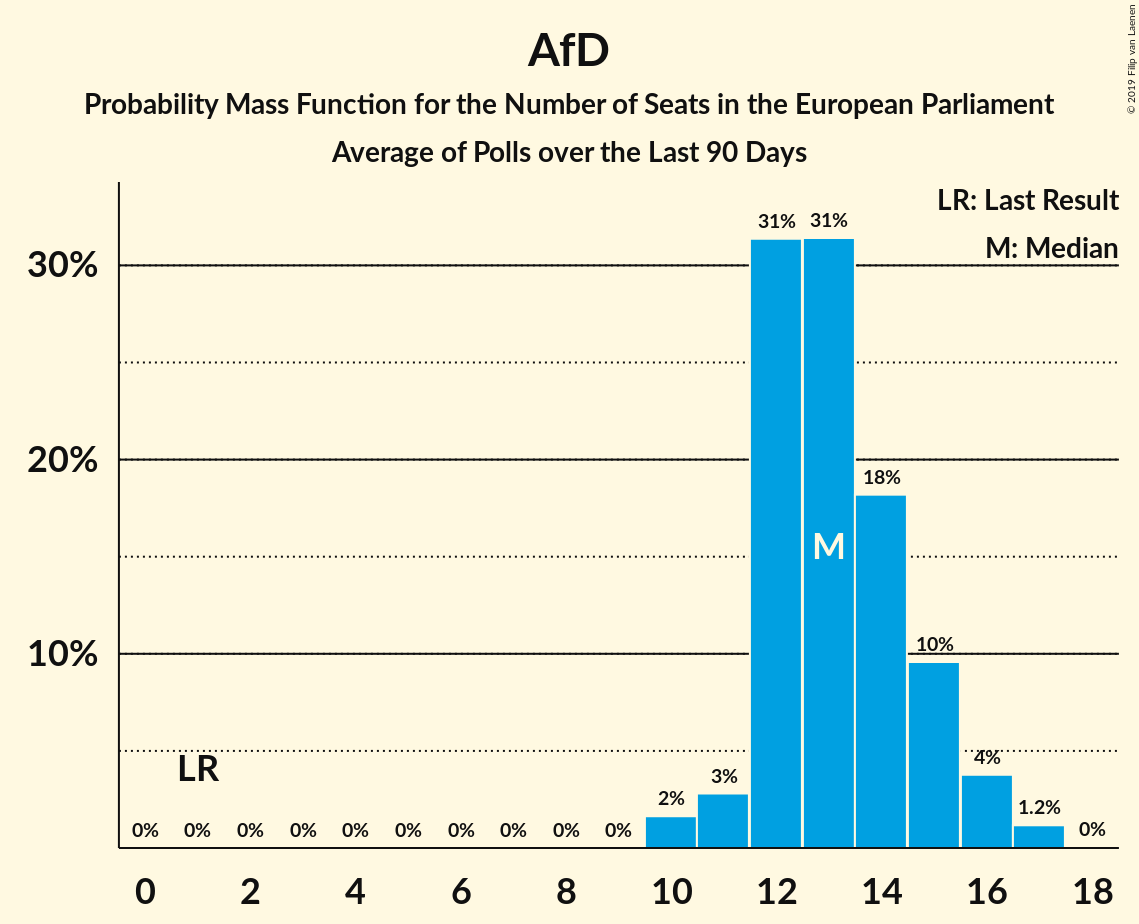 AfD
Probability Mass Function for the Number of Seats in the European Parliament
Average of Polls over the Last 90 Days
© 2019 Filip van Laenen
LR: Last Result
M: Median
30%
20%
10%
31% 31%
18%
M
10%
LR
4%
3%
2%
1.2%
0% 0% 0% 0% 0% 0% 0% 0% 0% 0% 0%
0 2 4 6 8 10 12 14 16 18